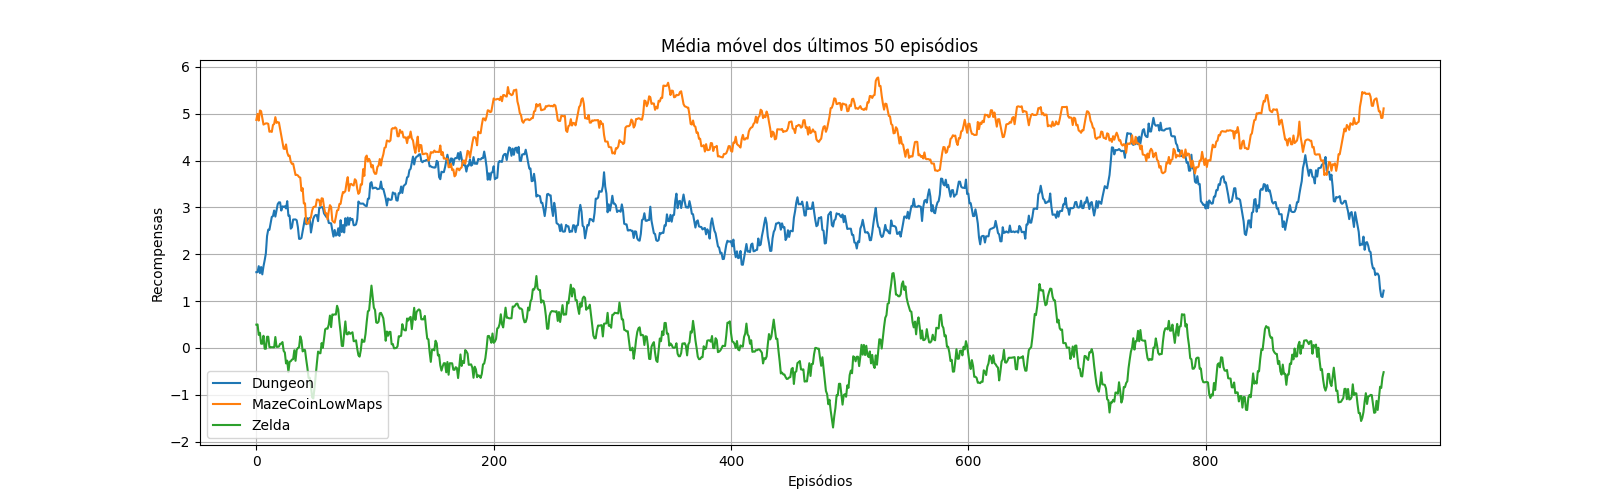 Média móvel dos últimos 50 episódios
Recompensas
6
5
4
3
2
1
0
−1
−2
Dungeon
MazeCoinLowMaps
Zelda
0 200 400 600 800
Episódios